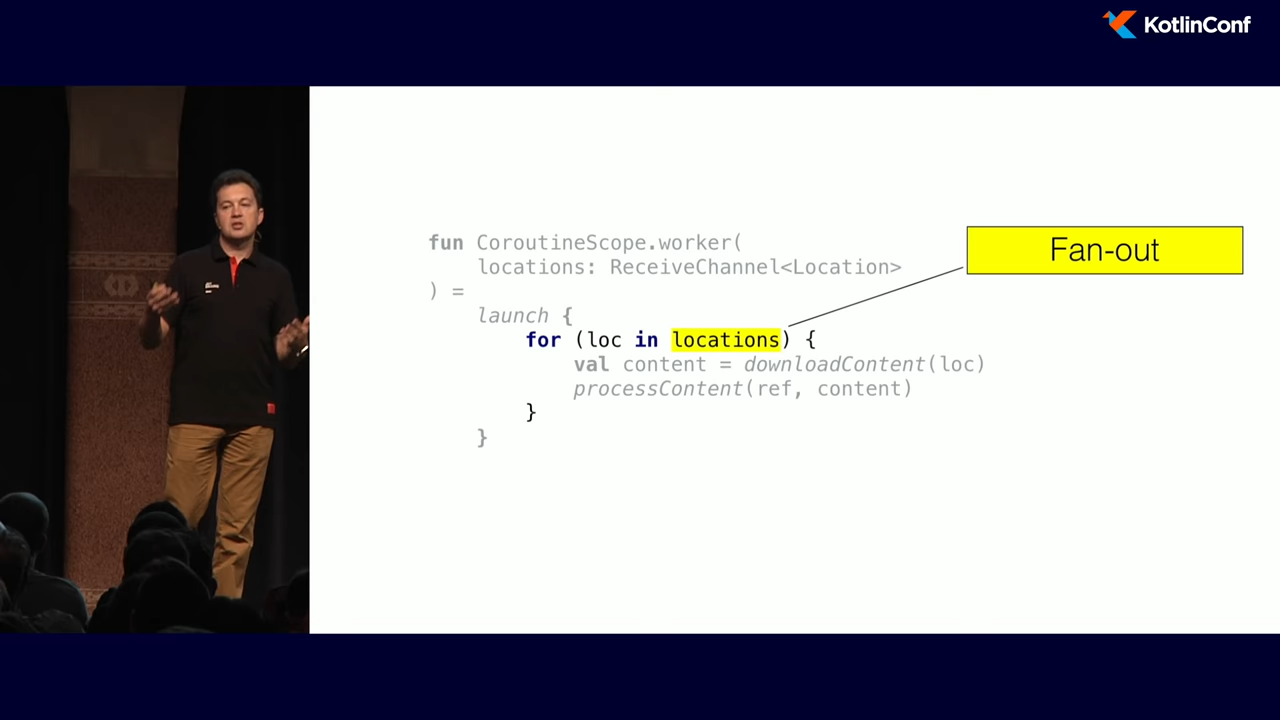 KotlinConf
fun CoroutineScope.worker(
locations: ReceiveChannel<Location>
) =
launch {
for (loc in locations) {
val content = downloadContent(loc)
processContent(ref, content)
}
}
Fan-out